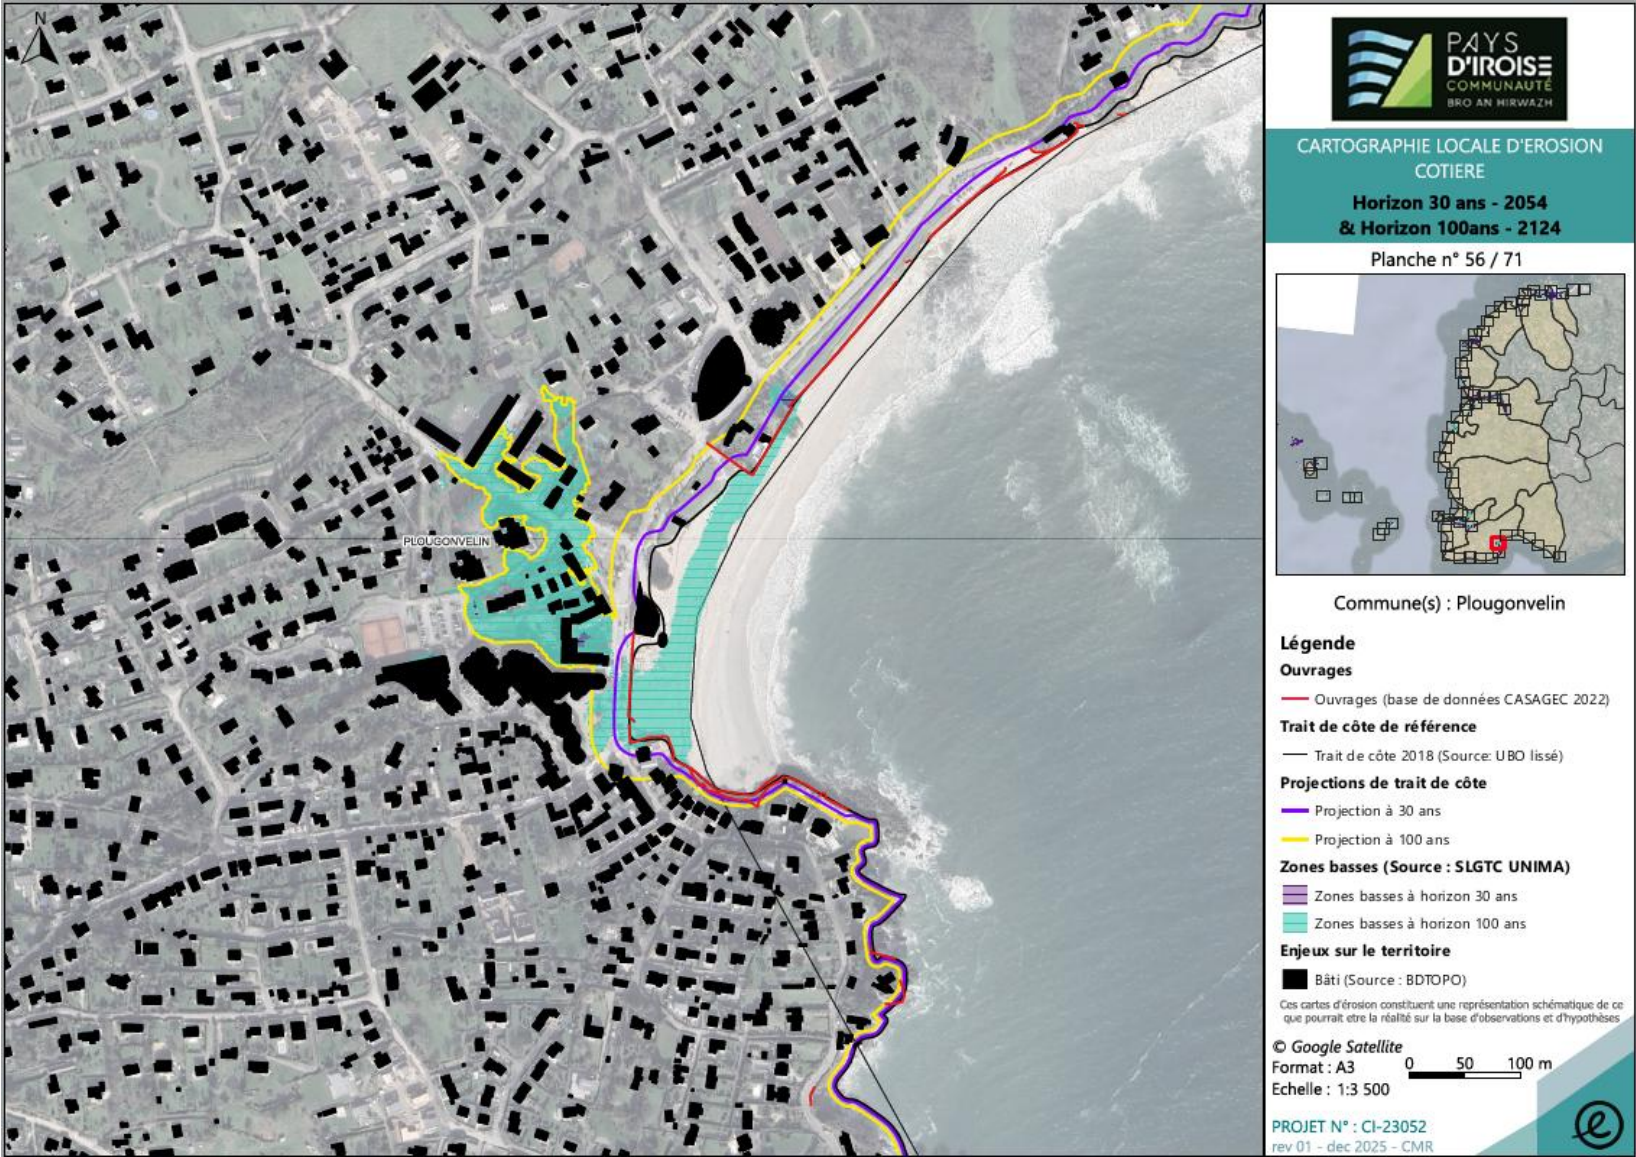 N
PLOUGONVELIN
PAYS
D'IROISE
COMMUNAUTÉ
BRO AN HIRWAZH
CARTOGRAPHIE LOCALE D'EROSION
COTIERE
Horizon 30 ans - 2054
& Horizon 100ans - 2124
Planche n° 56 / 71
Commune(s) : Plougonvelin
Légende
Ouvrages
Ouvrages (base de données CASAGEC 2022)
Trait de côte de référence
Trait de côte 2018 (Source: UBO lissé)
Projections de trait de côte
Projection à 30 ans
Projection à 100 ans
Zones basses (Source : SLGTC UNIMA)
Zones basses à horizon 30 ans
Zones basses à horizon 100 ans
Enjeux sur le territoire
Bâti (Source : BDTOPO)
Ces cartes d'érosion constituent une représentation schématique de ce
que pourrait etre la réalité sur la base d'observations et d'hypothèses
© Google Satellite
Format : A3
0 50 100 m
Echelle : 1:3 500
PROJET N° : CI-23052
rev 01 - dec 2025 - CMR